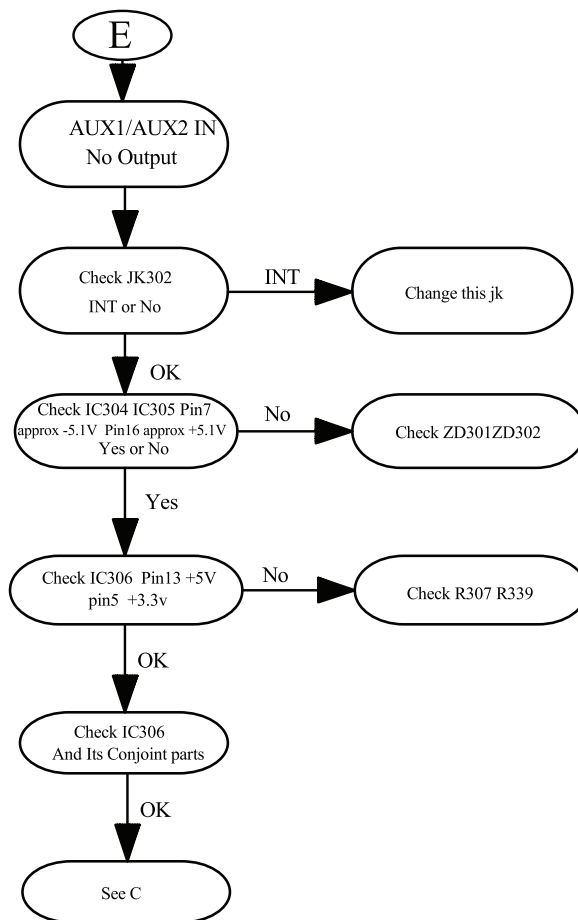 E
AUX1/AUX2 IN
No Output
Check JK302
INT or No
INT
Change this jk
OK
Check IC304 IC305 Pin7
approx -5.1V  Pin16 approx +5.1V
Yes or No
No
Check ZD301ZD302
Yes
Check IC306  Pin13 +5V
pin5  +3.3v
No
Check R307 R339
OK
Check IC306
And Its Conjoint parts
OK
See C